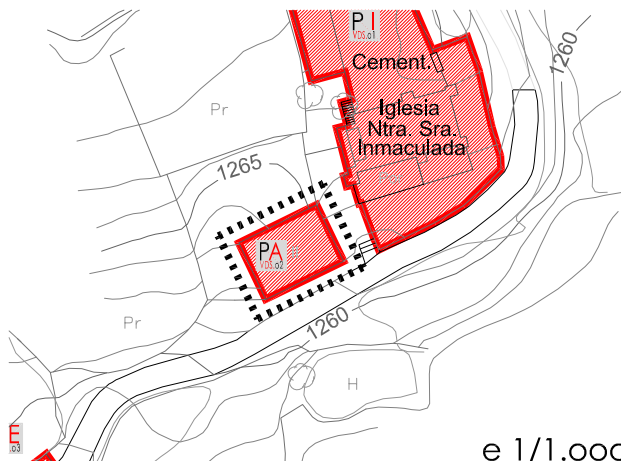 PI
VDS.o1
Cement.
1260
Iglesia
Ntra. Sra.
Inmaculada
Pr
1265
PA
VDS.o2
Pr
1260
H
E
.o3
e 1/1.ooo